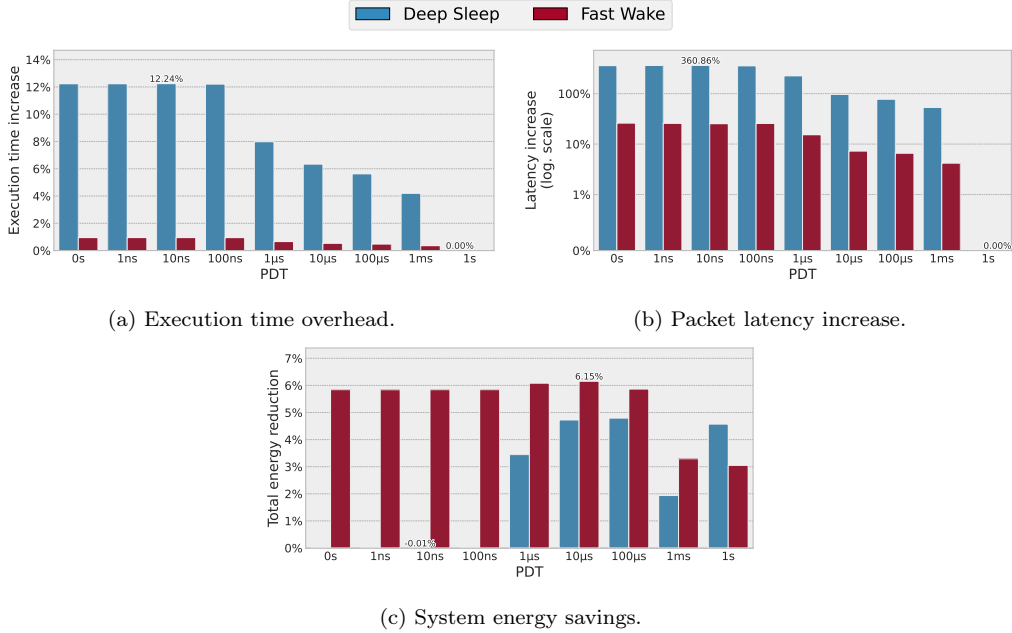 Deep Sleep Fast Wake
Execution time increase
14%
12%
10%
8%
6%
4%
2%
0%
12.24%
0.00%
0s 1ns 10ns 100ns 1µs 10µs 100µs 1ms 1s
PDT
(a) Execution time overhead.
Latency increase
(log. scale)
100%
10%
1%
0%
360.86%
0.00%
0s 1ns 10ns 100ns 1µs 10µs 100µs 1ms 1s
PDT
(b) Packet latency increase.
Total energy reduction
7%
6%
5%
4%
3%
2%
1%
0%
6.15%
-0.01%
0s 1ns 10ns 100ns 1µs 10µs 100µs 1ms 1s
PDT
(c) System energy savings.